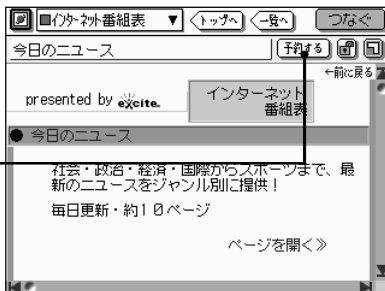 ■インターネット番組表 ▼ トップへ 一覧へ つなぐ
今日のニュース 予約する
←前に戻る
presented by excite.
インターネット
番組表
● 今日のニュース
社会・政治・経済・国際からスポーツまで、最
新のニュースをジャンル別に提供！
毎日更新・約１０ページ
ページを開く≫